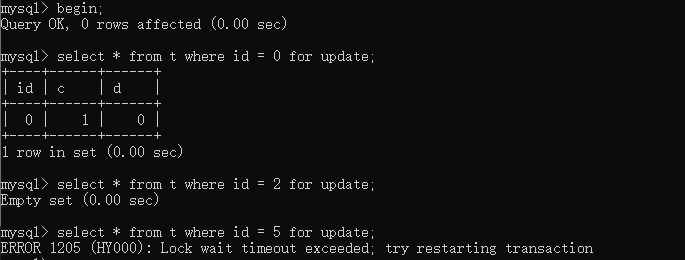 mysql> begin;
Query OK, 0 rows affected (0.00 sec)
mysql> select * from t where id = 0 for update;
+----+------+------+
| id | c    | d    |
+----+------+------+
|  0 |    1 |    0 |
+----+------+------+
1 row in set (0.00 sec)
mysql> select * from t where id = 2 for update;
Empty set (0.00 sec)
mysql> select * from t where id = 5 for update;
ERROR 1205 (HY000): Lock wait timeout exceeded; try restarting transaction
mysql>